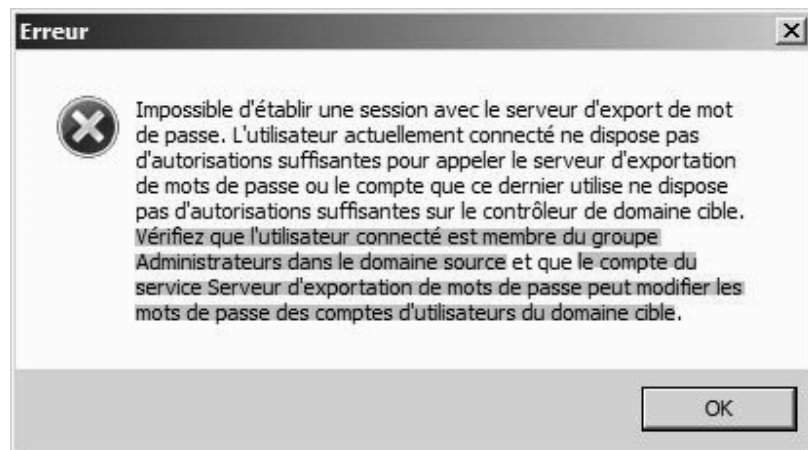 Erreur
Impossible d'établir une session avec le serveur d'export de mot
de passe. L'utilisateur actuellement connecté ne dispose pas
d'autorisations suffisantes pour appeler le serveur d'exportation
de mots de passe ou le compte que ce dernier utilise ne dispose
pas d'autorisations suffisantes sur le contrôleur de domaine cible.
Vérifiez que l'utilisateur connecté est membre du groupe
Administrateurs dans le domaine source et que le compte du
service Serveur d'exportation de mots de passe peut modifier les
mots de passe des comptes d'utilisateurs du domaine cible.
OK